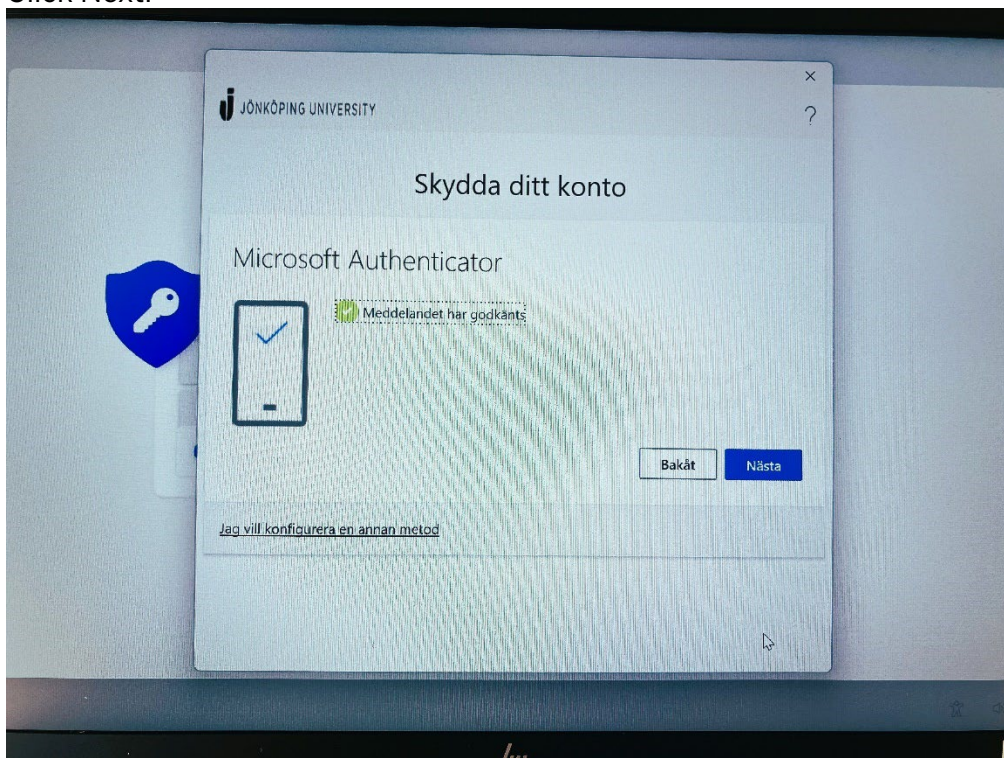 Click Next.
JÖNKÖPING UNIVERSITY
?
Skydda ditt konto
Microsoft Authenticator
Meddelandet har godkänts
Bakåt
Nästa
Jag vill konfigurera en annan metod